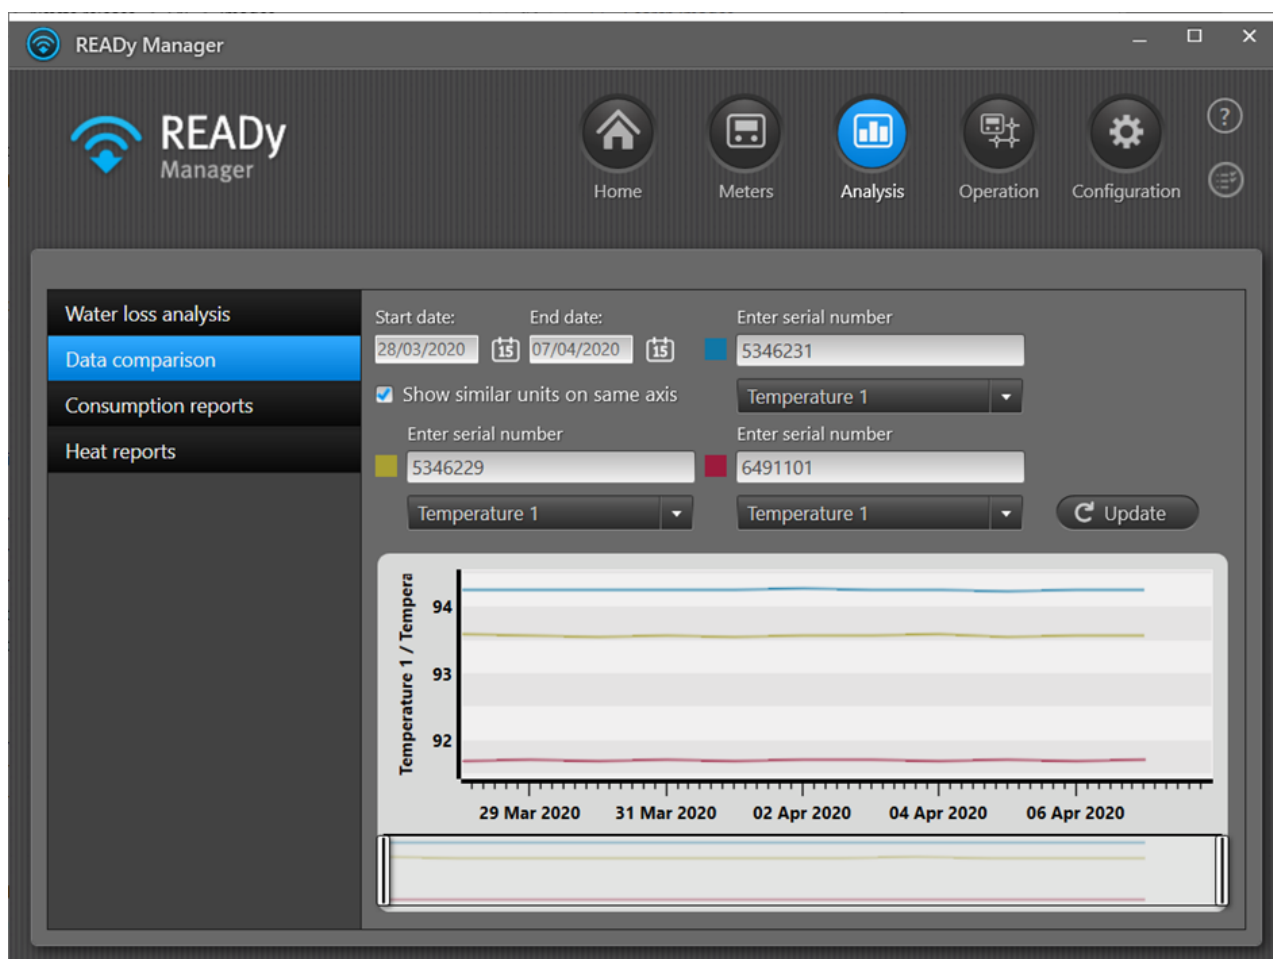 READy Manager
READy
Manager
Home
Meters
Analysis
Operation
Configuration
?
Water loss analysis
Data comparison
Consumption reports
Heat reports
Start date:
End date:
Enter serial number
28/03/2020
15
07/04/2020
15
5346231
Show similar units on same axis
Temperature 1
Enter serial number
Enter serial number
5346229
6491101
Temperature 1
Temperature 1
Update
Temperature 1 / Tempera
94
93
92
29 Mar 2020
31 Mar 2020
02 Apr 2020
04 Apr 2020
06 Apr 2020